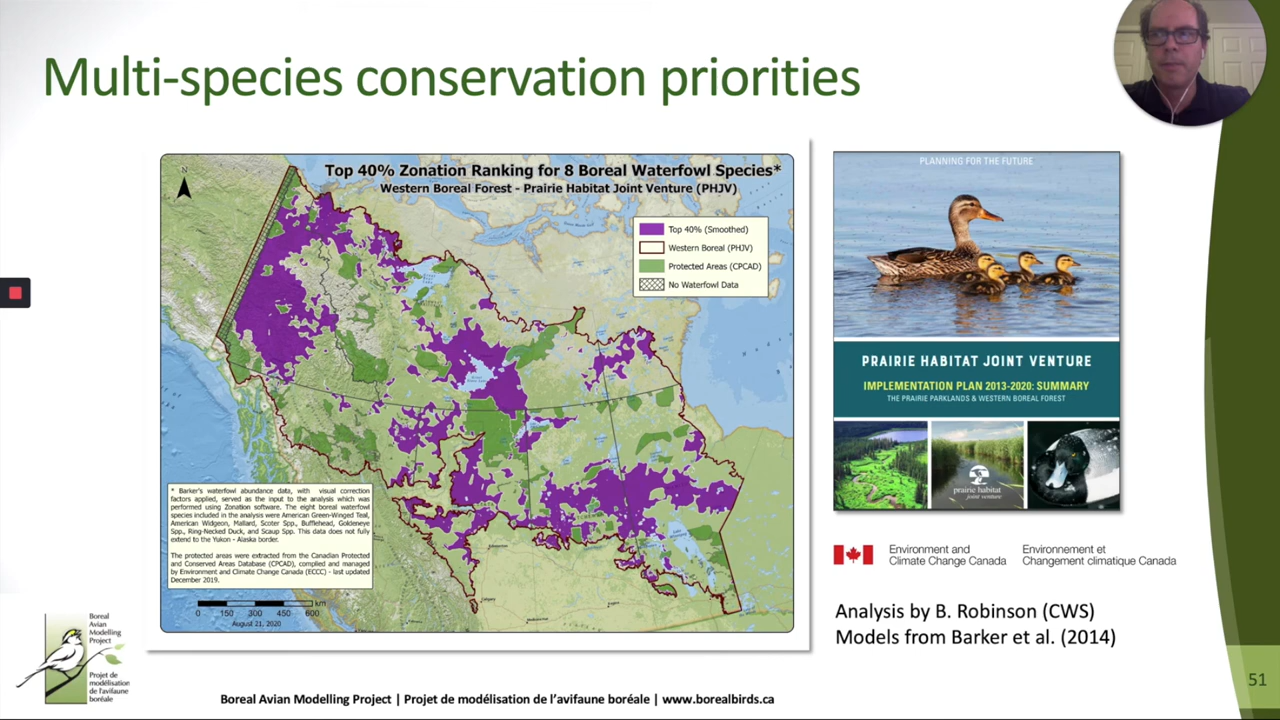 Multi-species conservation priorities
N
Top 40% Zonation Ranking for 8 Boreal Waterfowl Species*
Western Boreal Forest - Prairie Habitat Joint Venture (PHJV)
Top 40% (Smoothed)
Western Boreal (PHJV)
Protected Areas (CPCAD)
No Waterfowl Data
* Barker's waterfowl abundance data, with visual correction
factors applied, served as the input to the analysis which was
performed using Zonation software. The eight boreal waterfowl
species included in the analysis were American Green-Winged Teal,
American Widgeon, Mallard, Scoter Spp., Bufflehead, Goldeneye
Spp., Ring-Necked Duck, and Scaup Spp. This data does not fully
extend to the Yukon - Alaska border.
The protected areas were extracted from the Canadian Protected
and Conserved Areas Database (CPCAD), complied and managed
by Environment and Climate Change Canada (ECCC) - last updated
December 2019.
km
0 150 300 450 600
August 21, 2020
PLANNING FOR THE FUTURE
PRAIRIE HABITAT JOINT VENTURE
IMPLEMENTATION PLAN 2013-2020: SUMMARY
THE PRAIRIE PARKLANDS & WESTERN BOREAL FOREST
prairie habitat
joint venture
Environment and
Climate Change Canada
Environnement et
Changement climatique Canada
Analysis by B. Robinson (CWS)
Models from Barker et al. (2014)
Boreal
Avian
Modelling
Project
Projet de
modélisation
de l'avifaune
boréale
Boreal Avian Modelling Project | Projet de modélisation de l'avifaune boréale | www.borealbirds.ca
51